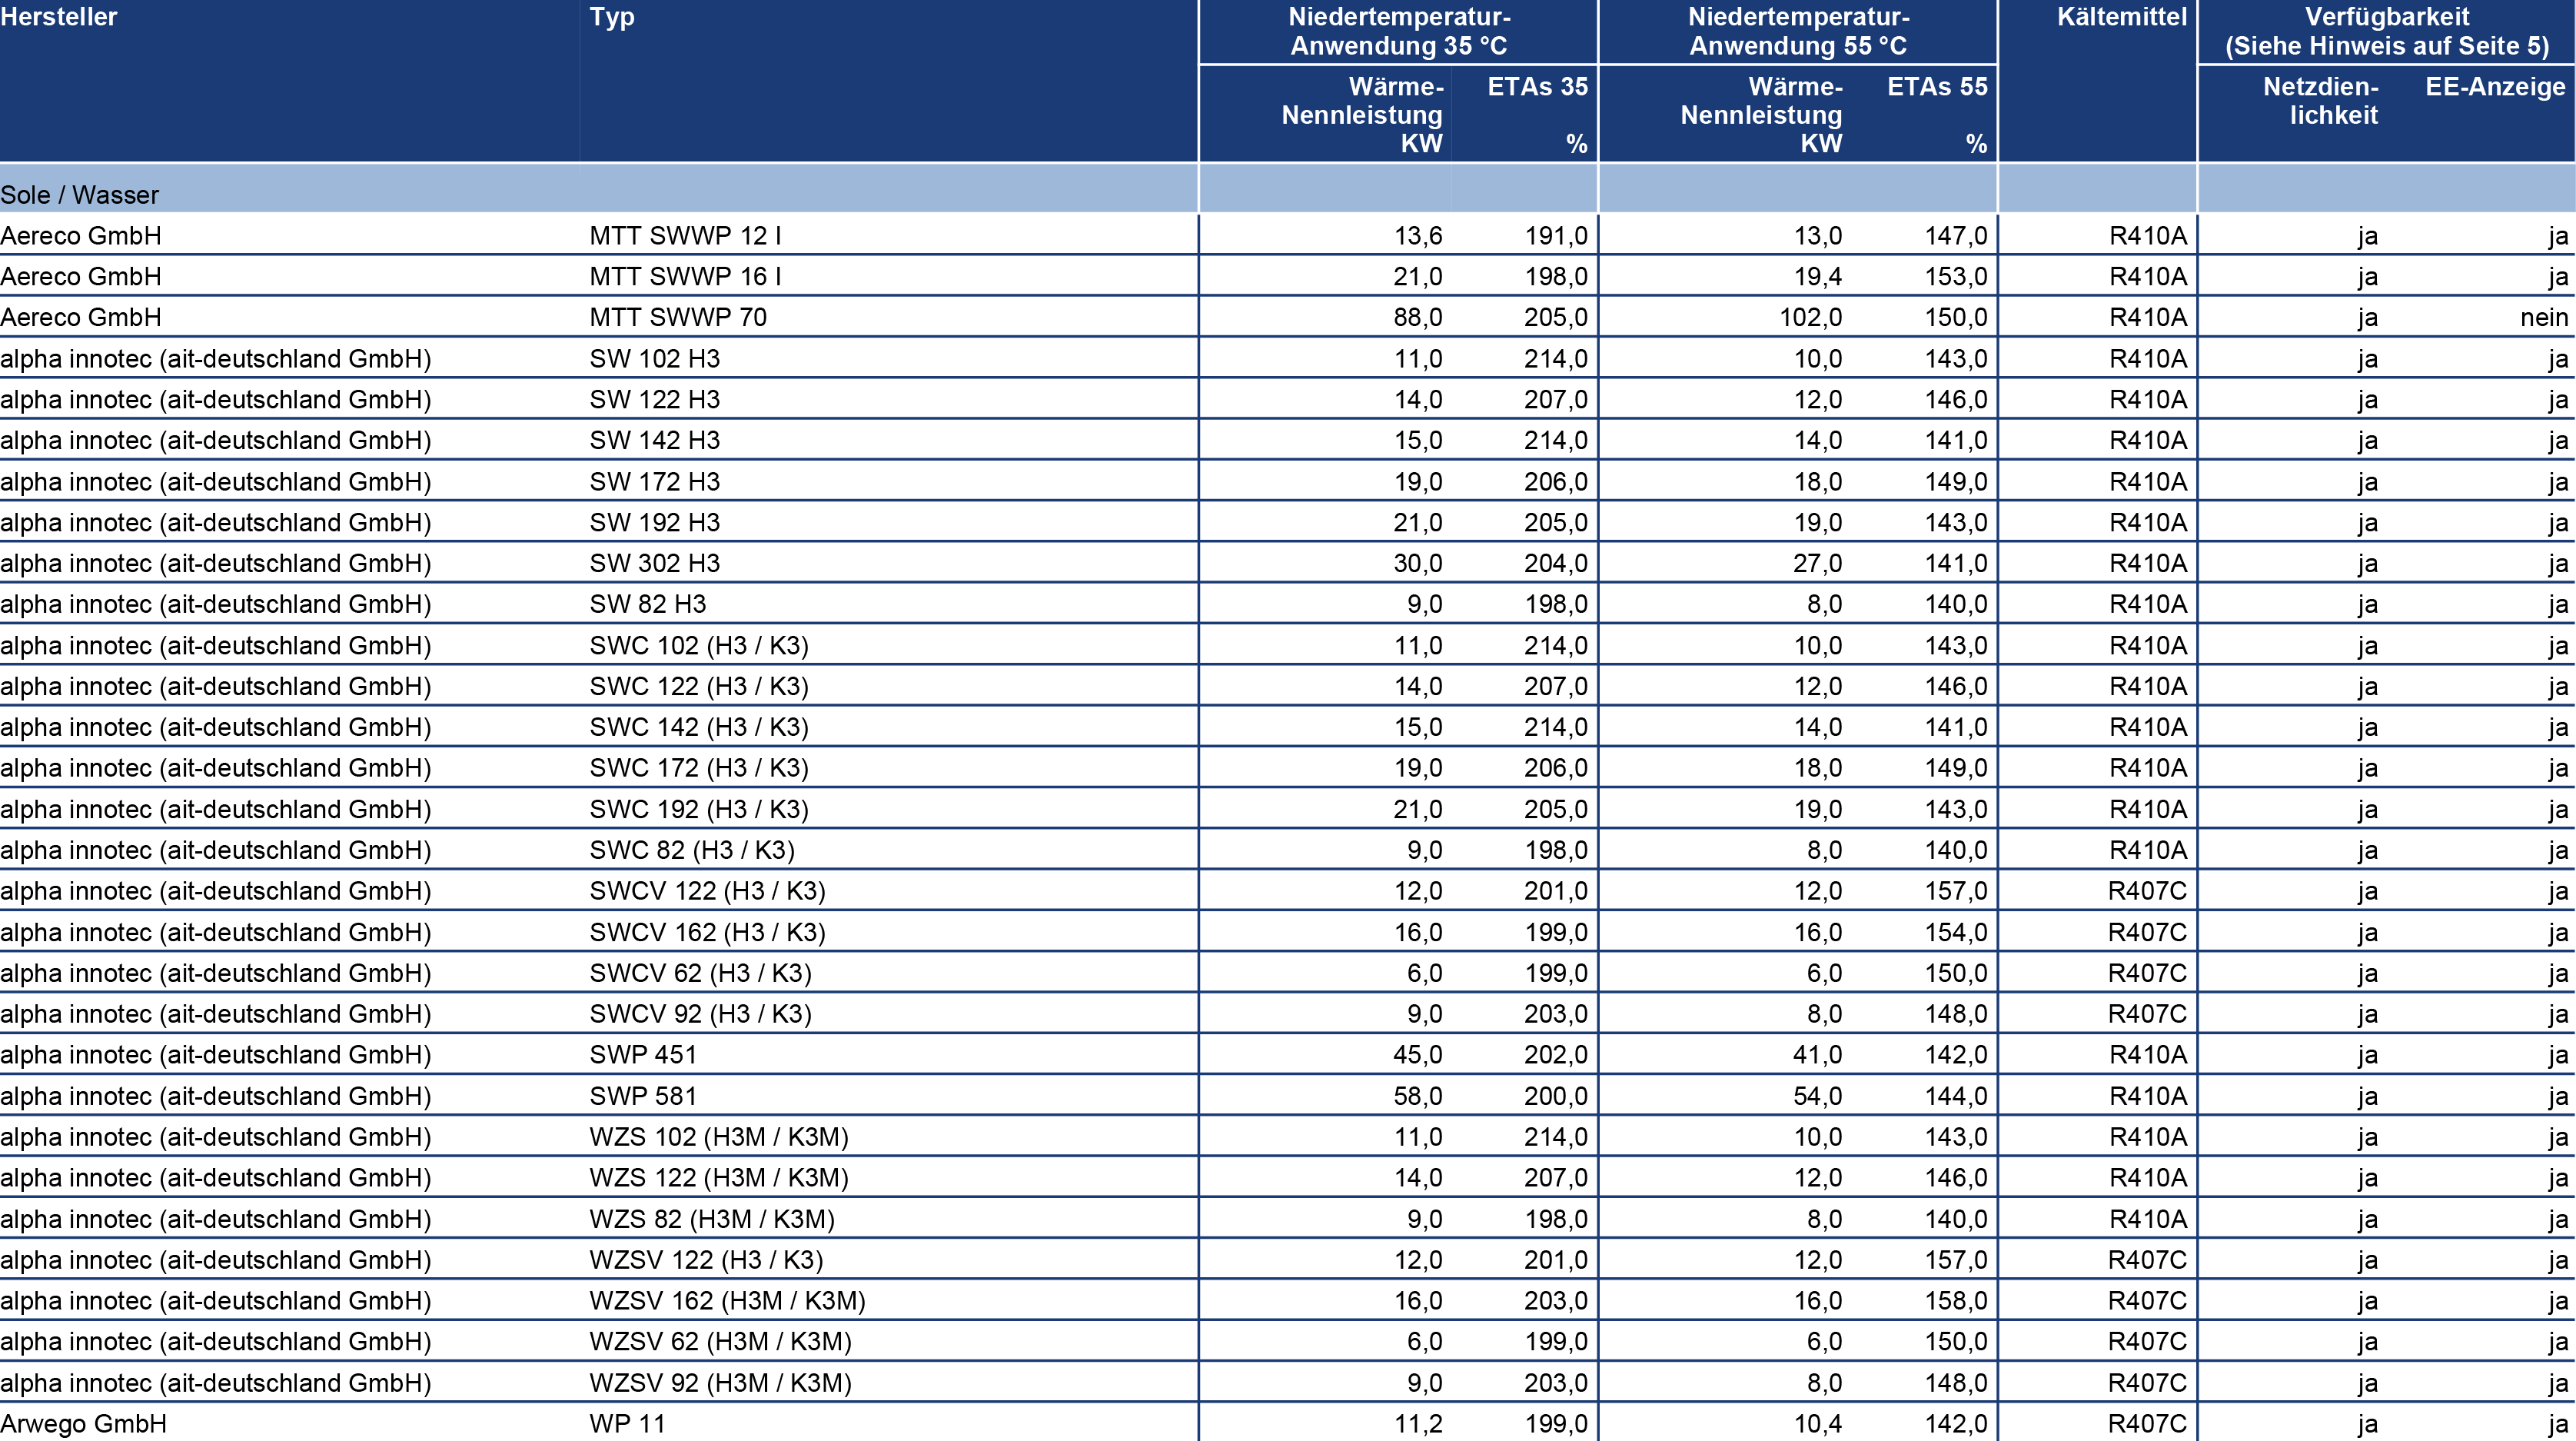 Hersteller Typ Niedertemperatur- Niedertemperatur- Kältemittel Verfügbarkeit
Anwendung 35 °C Anwendung 55 °C (Siehe Hinweis auf Seite 5)
Wärme- ETAs 35 Wärme- ETAs 55 Netzdien- EE-Anzeige
Nennleistung Nennleistung lichkeit
KW % KW %
Sole / Wasser
Aereco GmbH MTT SWWP 12 I 13,6 191,0 13,0 147,0 R410A ja ja
Aereco GmbH MTT SWWP 16 I 21,0 198,0 19,4 153,0 R410A ja ja
Aereco GmbH MTT SWWP 70 88,0 205,0 102,0 150,0 R410A ja nein
alpha innotec (ait-deutschland GmbH) SW 102 H3 11,0 214,0 10,0 143,0 R410A ja ja
alpha innotec (ait-deutschland GmbH) SW 122 H3 14,0 207,0 12,0 146,0 R410A ja ja
alpha innotec (ait-deutschland GmbH) SW 142 H3 15,0 214,0 14,0 141,0 R410A ja ja
alpha innotec (ait-deutschland GmbH) SW 172 H3 19,0 206,0 18,0 149,0 R410A ja ja
alpha innotec (ait-deutschland GmbH) SW 192 H3 21,0 205,0 19,0 143,0 R410A ja ja
alpha innotec (ait-deutschland GmbH) SW 302 H3 30,0 204,0 27,0 141,0 R410A ja ja
alpha innotec (ait-deutschland GmbH) SW 82 H3 9,0 198,0 8,0 140,0 R410A ja ja
alpha innotec (ait-deutschland GmbH) SWC 102 (H3 / K3) 11,0 214,0 10,0 143,0 R410A ja ja
alpha innotec (ait-deutschland GmbH) SWC 122 (H3 / K3) 14,0 207,0 12,0 146,0 R410A ja ja
alpha innotec (ait-deutschland GmbH) SWC 142 (H3 / K3) 15,0 214,0 14,0 141,0 R410A ja ja
alpha innotec (ait-deutschland GmbH) SWC 172 (H3 / K3) 19,0 206,0 18,0 149,0 R410A ja ja
alpha innotec (ait-deutschland GmbH) SWC 192 (H3 / K3) 21,0 205,0 19,0 143,0 R410A ja ja
alpha innotec (ait-deutschland GmbH) SWC 82 (H3 / K3) 9,0 198,0 8,0 140,0 R410A ja ja
alpha innotec (ait-deutschland GmbH) SWCV 122 (H3 / K3) 12,0 201,0 12,0 157,0 R407C ja ja
alpha innotec (ait-deutschland GmbH) SWCV 162 (H3 / K3) 16,0 199,0 16,0 154,0 R407C ja ja
alpha innotec (ait-deutschland GmbH) SWCV 62 (H3 / K3) 6,0 199,0 6,0 150,0 R407C ja ja
alpha innotec (ait-deutschland GmbH) SWCV 92 (H3 / K3) 9,0 203,0 8,0 148,0 R407C ja ja
alpha innotec (ait-deutschland GmbH) SWP 451 45,0 202,0 41,0 142,0 R410A ja ja
alpha innotec (ait-deutschland GmbH) SWP 581 58,0 200,0 54,0 144,0 R410A ja ja
alpha innotec (ait-deutschland GmbH) WZS 102 (H3M / K3M) 11,0 214,0 10,0 143,0 R410A ja ja
alpha innotec (ait-deutschland GmbH) WZS 122 (H3M / K3M) 14,0 207,0 12,0 146,0 R410A ja ja
alpha innotec (ait-deutschland GmbH) WZS 82 (H3M / K3M) 9,0 198,0 8,0 140,0 R410A ja ja
alpha innotec (ait-deutschland GmbH) WZSV 122 (H3 / K3) 12,0 201,0 12,0 157,0 R407C ja ja
alpha innotec (ait-deutschland GmbH) WZSV 162 (H3M / K3M) 16,0 203,0 16,0 158,0 R407C ja ja
alpha innotec (ait-deutschland GmbH) WZSV 62 (H3M / K3M) 6,0 199,0 6,0 150,0 R407C ja ja
alpha innotec (ait-deutschland GmbH) WZSV 92 (H3M / K3M) 9,0 203,0 8,0 148,0 R407C ja ja
Arwego GmbH WP 11 11,2 199,0 10,4 142,0 R407C ja ja